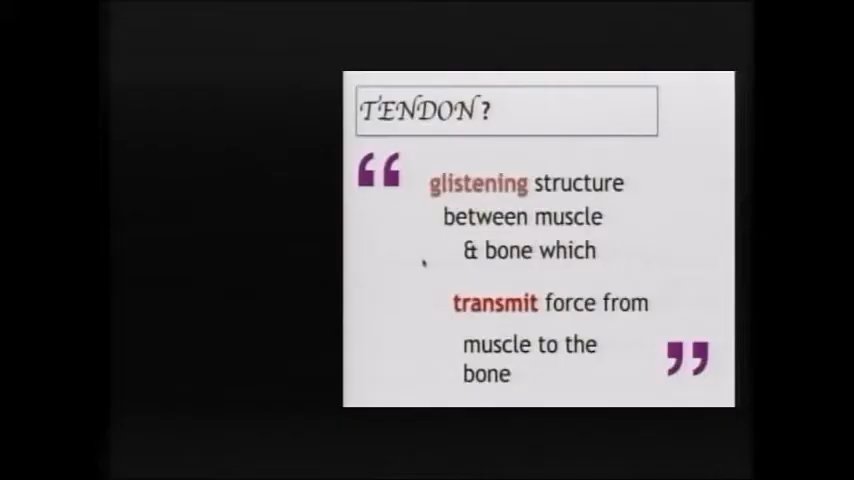 TENDON ?
“ glistening structure
between muscle
& bone which
transmit force from
muscle to the
bone ”